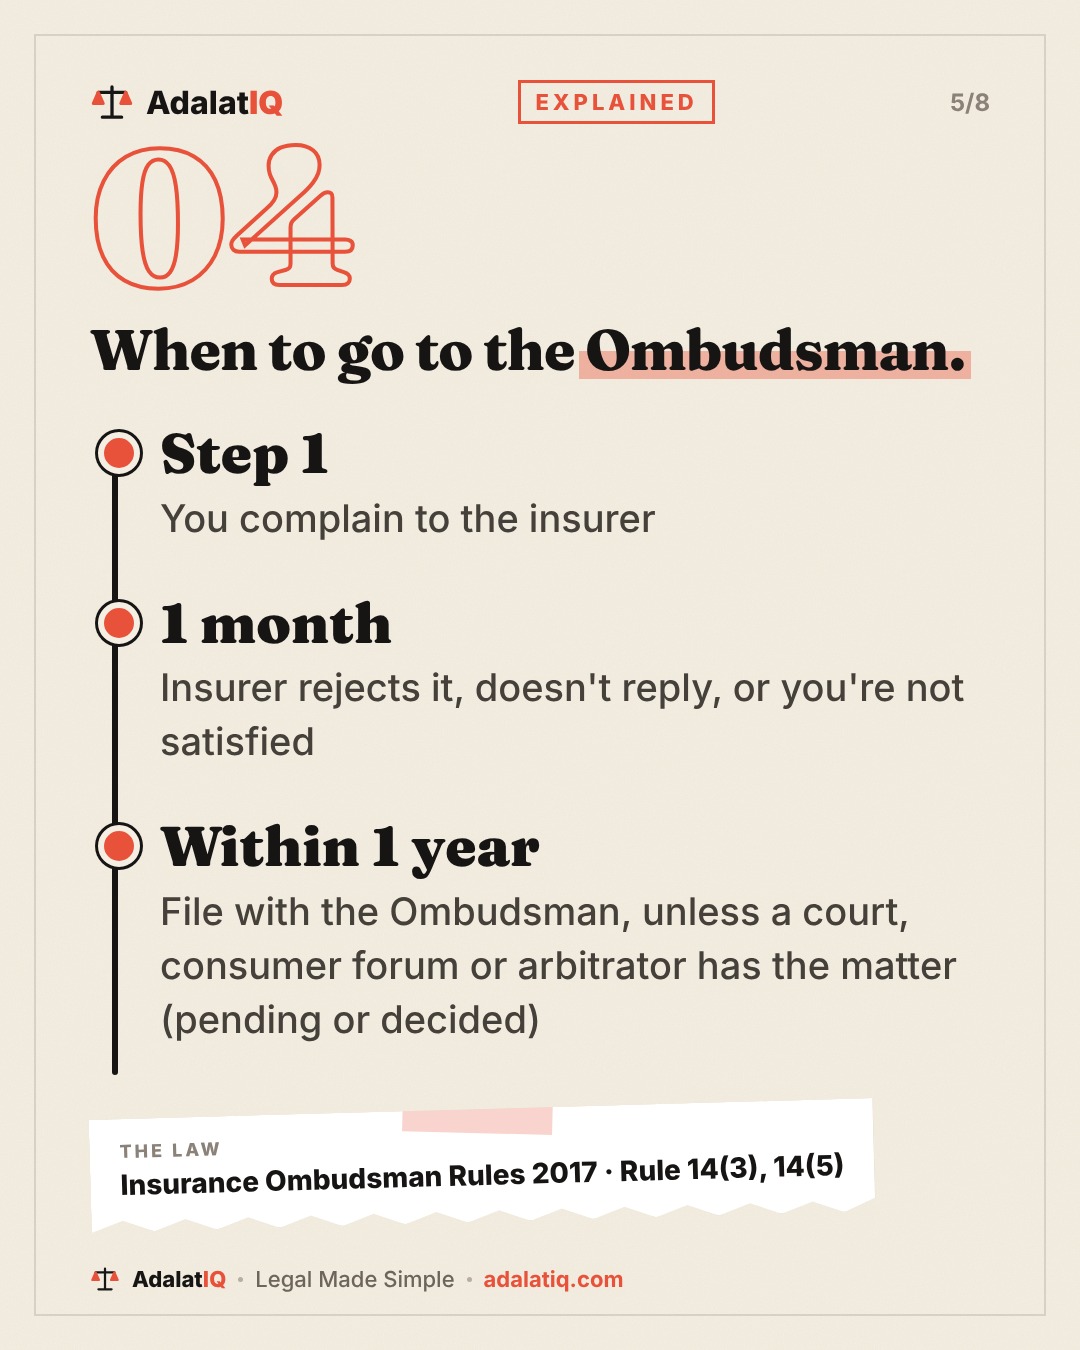 AdalatIQ
EXPLAINED
5/8
04
When to go to the Ombudsman.
Step 1
You complain to the insurer
1 month
Insurer rejects it, doesn't reply, or you're not
satisfied
Within 1 year
File with the Ombudsman, unless a court,
consumer forum or arbitrator has the matter
(pending or decided)
THE LAW
Insurance Ombudsman Rules 2017 · Rule 14(3), 14(5)
AdalatIQ • Legal Made Simple • adalatiq.com